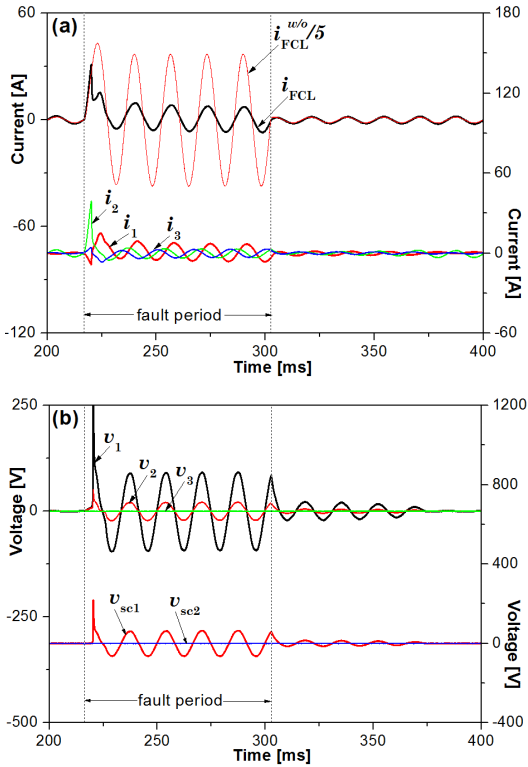 (a)
60
0
-60
-120
Current [A]
180
120
60
0
-60
Current [A]
i_FCL^w/o/5
i_FCL
i_2
i_1
i_3
fault period
200 250 300 350 400
Time [ms]
(b)
250
0
-250
-500
Voltage [V]
1200
800
400
0
-400
Voltage [V]
v_1
v_2
v_3
v_sc1
v_sc2
fault period
200 250 300 350 400
Time [ms]